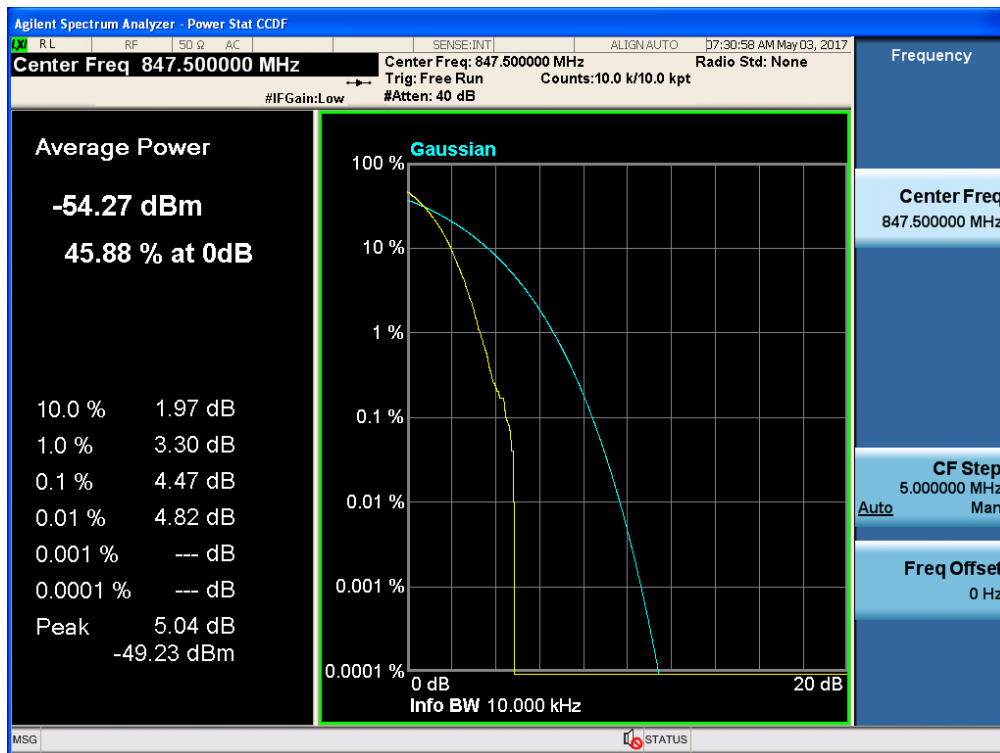 Agilent Spectrum Analyzer - Power Stat CCDF
LXI RL RF 50 Ω AC SENSE:INT ALIGN AUTO 07:30:58 AM May 03, 2017
Center Freq 847.500000 MHz
Center Freq: 847.500000 MHz Radio Std: None
Trig: Free Run Counts:10.0 k/10.0 kpt
#IFGain:Low #Atten: 40 dB
Average Power
-54.27 dBm
45.88 % at 0dB
10.0 % 1.97 dB
1.0 % 3.30 dB
0.1 % 4.47 dB
0.01 % 4.82 dB
0.001 % --- dB
0.0001 % --- dB
Peak 5.04 dB
-49.23 dBm
Gaussian
100 %
10 %
1 %
0.1 %
0.01 %
0.001 %
0.0001 %
0 dB 20 dB
Info BW 10.000 kHz
Frequency
Center Freq
847.500000 MHz
CF Step
5.000000 MHz
Auto Man
Freq Offset
0 Hz
MSG STATUS